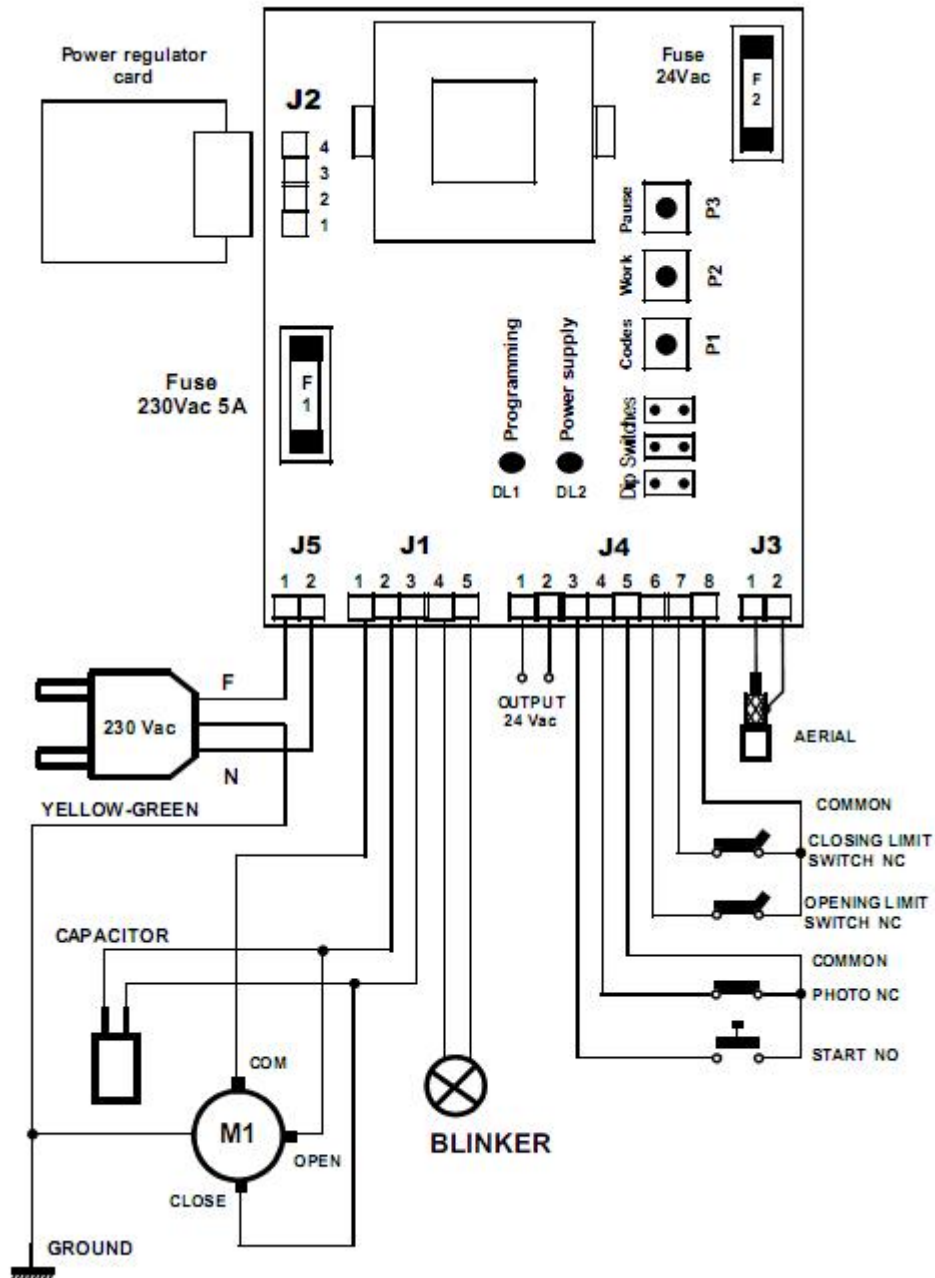 Power regulator
card
J2
4
3
2
1
Fuse
24Vac
F
2
Pause
P3
Work
P2
Codes
P1
Dip Switches
Fuse
230Vac 5A
F
1
Programming
Power supply
DL1
DL2
J5
J1
J4
J3
1 2
1 2 3 4 5
1 2 3 4 5 6 7 8
1 2
F
230 Vac
N
YELLOW-GREEN
OUTPUT
24 Vac
AERIAL
COMMON
CLOSING LIMIT
SWITCH NC
OPENING LIMIT
SWITCH NC
COMMON
PHOTO NC
START NO
CAPACITOR
COM
M1
OPEN
CLOSE
BLINKER
GROUND